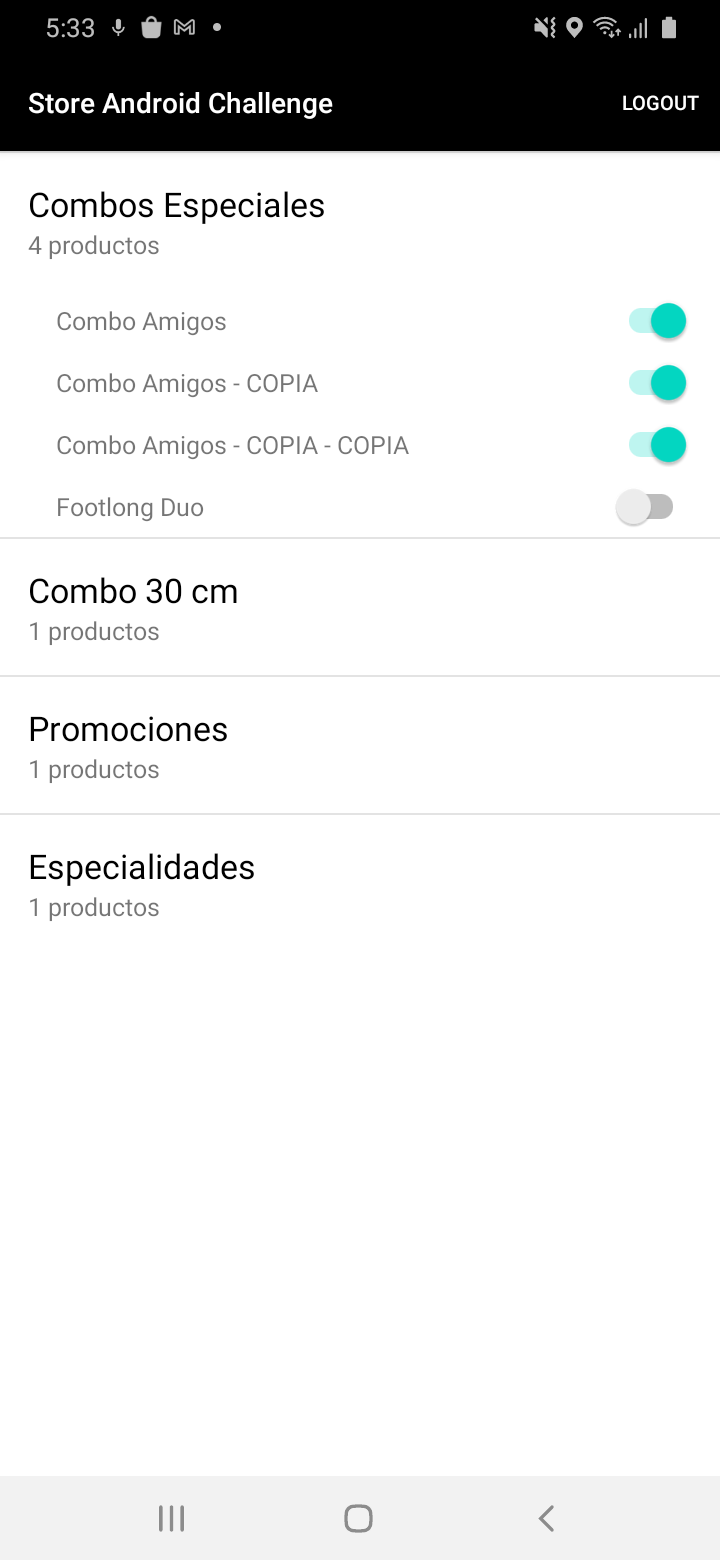 5:33
Store Android Challenge
LOGOUT
Combos Especiales
4 productos
Combo Amigos
Combo Amigos - COPIA
Combo Amigos - COPIA - COPIA
Footlong Duo
Combo 30 cm
1 productos
Promociones
1 productos
Especialidades
1 productos